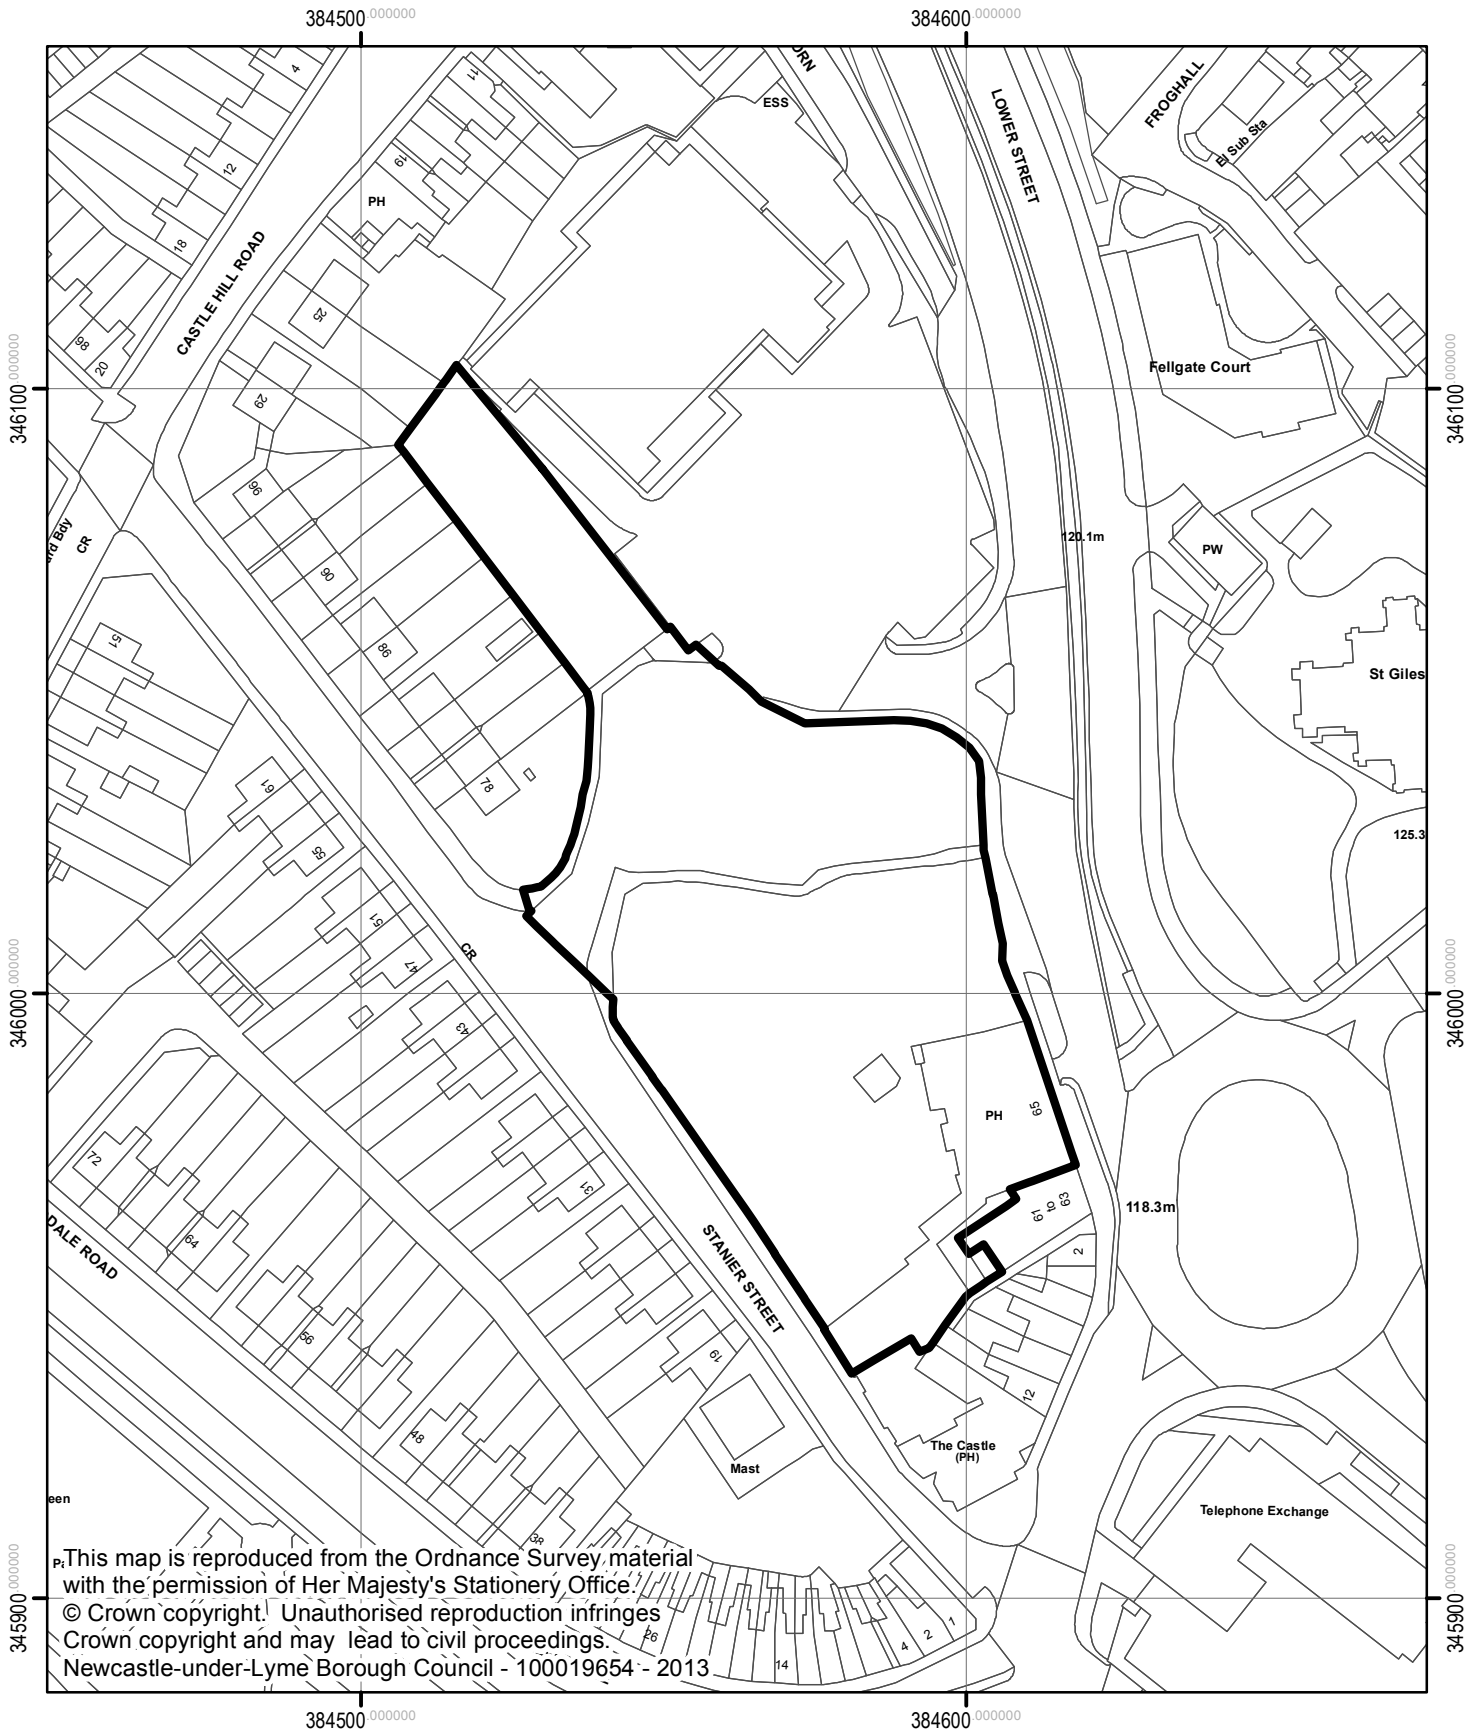 384500.000000
384600.000000
4
11
ORN
ESS
LOWER STREET
FROGHALL
El Sub Sta
12
19
PH
18
CASTLE HILL ROAD
25
98
20
29
Fellgate Court
346100.000000
346100.000000
96
ard Bdy
CR
120.1m
PW
90
51
86
St Giles
61
78
55
125.3
51
47
CR
346000.000000
346000.000000
43
65
PH
72
31
61
to
63
118.3m
64
DALE ROAD
STANIER STREET
2
56
19
12
48
The Castle
(PH)
Mast
een
Telephone Exchange
38
This map is reproduced from the Ordnance Survey material
with the permission of Her Majesty's Stationery Office.
© Crown copyright. Unauthorised reproduction infringes
Crown copyright and may lead to civil proceedings.
Newcastle-under-Lyme Borough Council - 100019654 - 2013
26
14
4
2
1
345900.000000
345900.000000
384500.000000
384600.000000